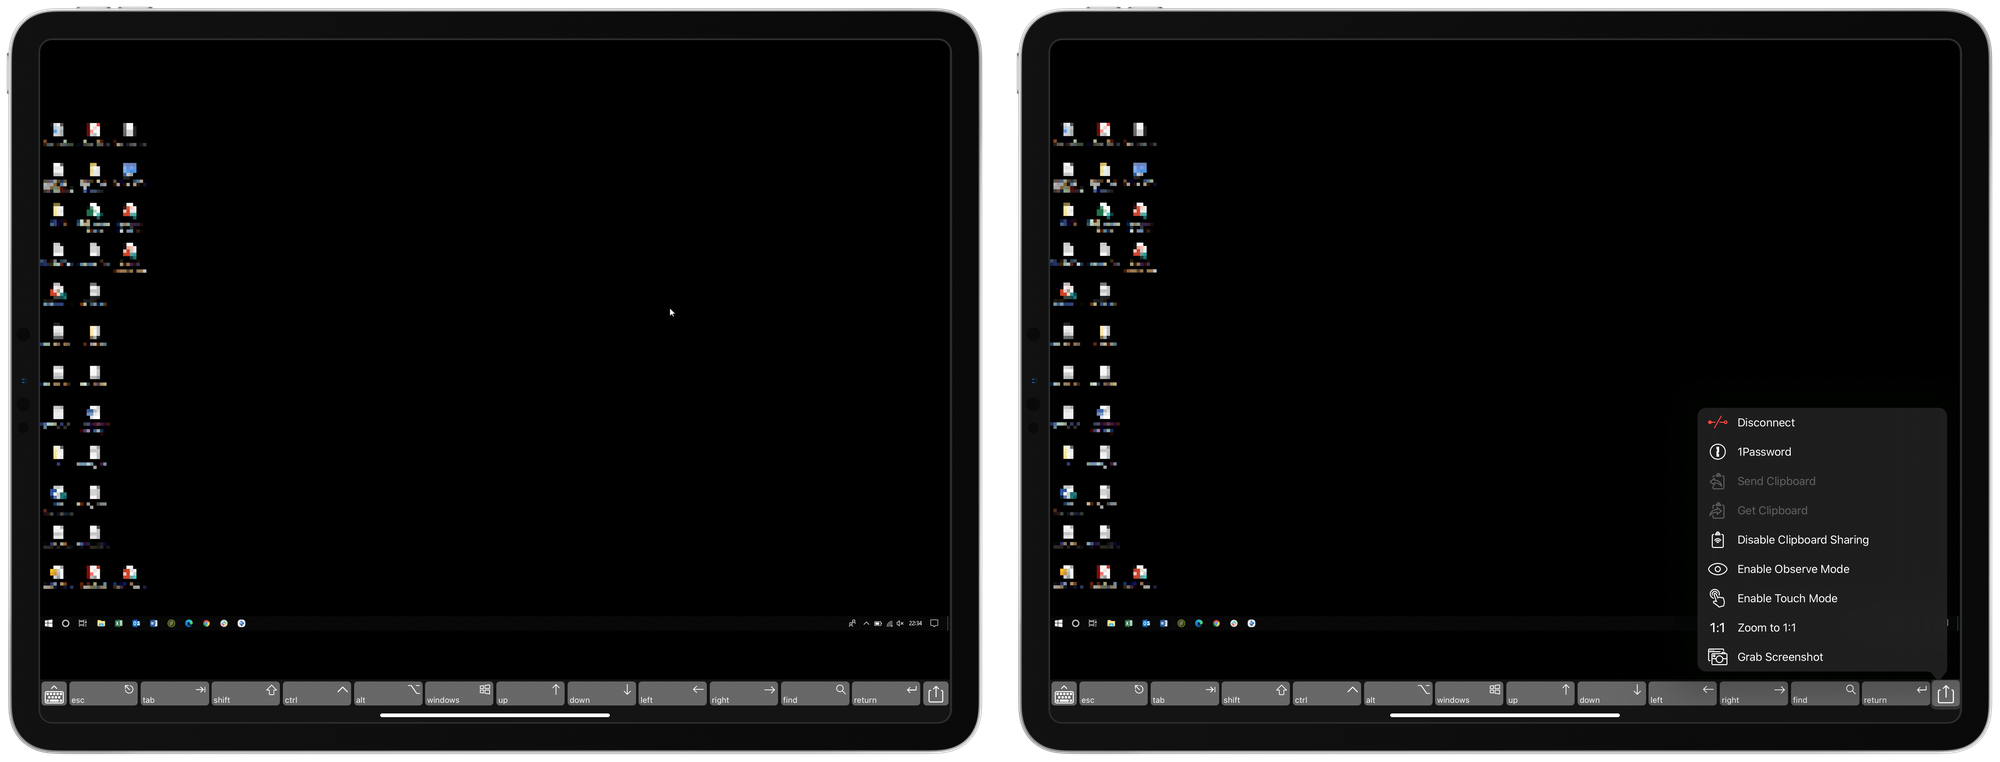 22:34
esc
tab
shift
ctrl
alt
windows
up
down
left
right
find
return
Disconnect
1Password
Send Clipboard
Get Clipboard
Disable Clipboard Sharing
Enable Observe Mode
Enable Touch Mode
1:1 Zoom to 1:1
Grab Screenshot
esc
tab
shift
ctrl
alt
windows
up
down
left
right
find
return